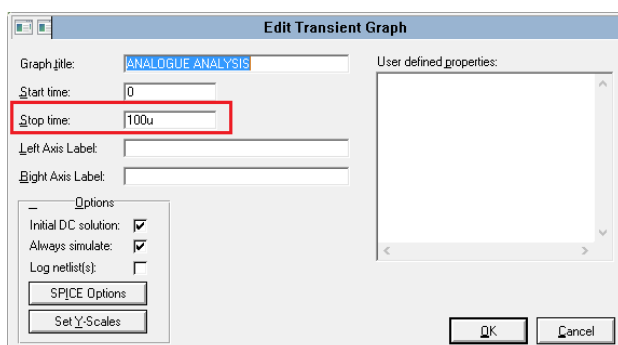 Edit Transient Graph
Graph title: ANALOGUE ANALYSIS
Start time: 0
Stop time: 100u
Left Axis Label:
Right Axis Label:
User defined properties:
Options
Initial DC solution:
Always simulate:
Log netlist(s):
SPICE Options
Set Y-Scales
OK Cancel